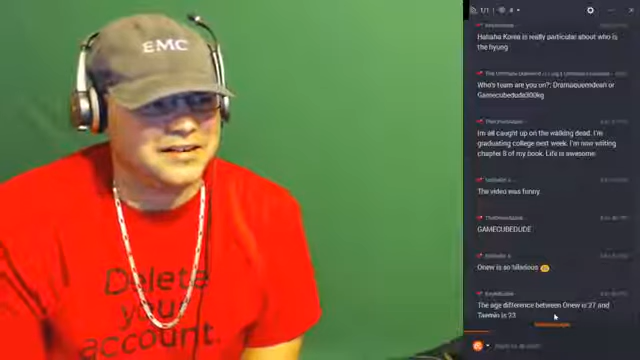 EMC
Delete
your
account.
1/1
Hahaha Korea is really particular about who is
the hyung
Who's team are you on?: Dramaqueendean or
Gamecubedude300kg
Im all caught up on the walking dead. I'm
graduating college next week. I'm now writing
chapter 8 of my book. Life is awesome.
The video was funny
GAMECUBEDUDE
Onew is so hilarious
The age difference between Onew is 27 and
Taemin is 23